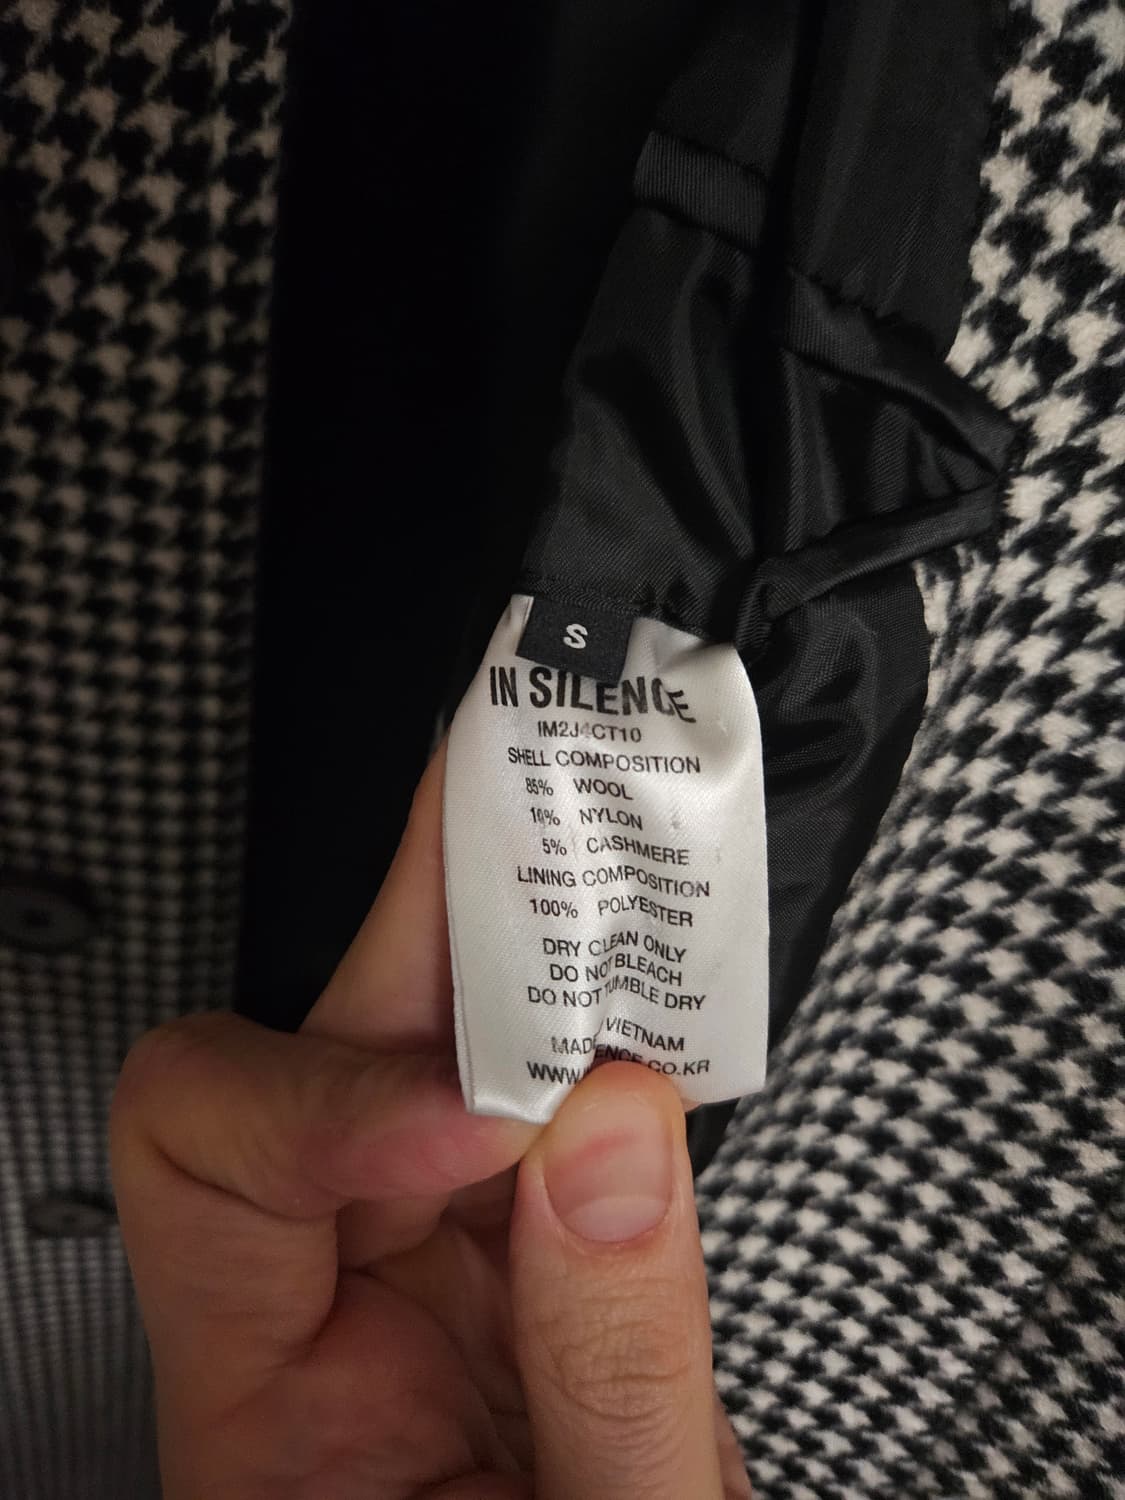 S
IN SILENCE
IM2J4CT10
SHELL COMPOSITION
85% WOOL
10% NYLON
5% CASHMERE
LINING COMPOSITION
100% POLYESTER
DRY CLEAN ONLY
DO NOT BLEACH
DO NOT TUMBLE DRY
VIETNAM